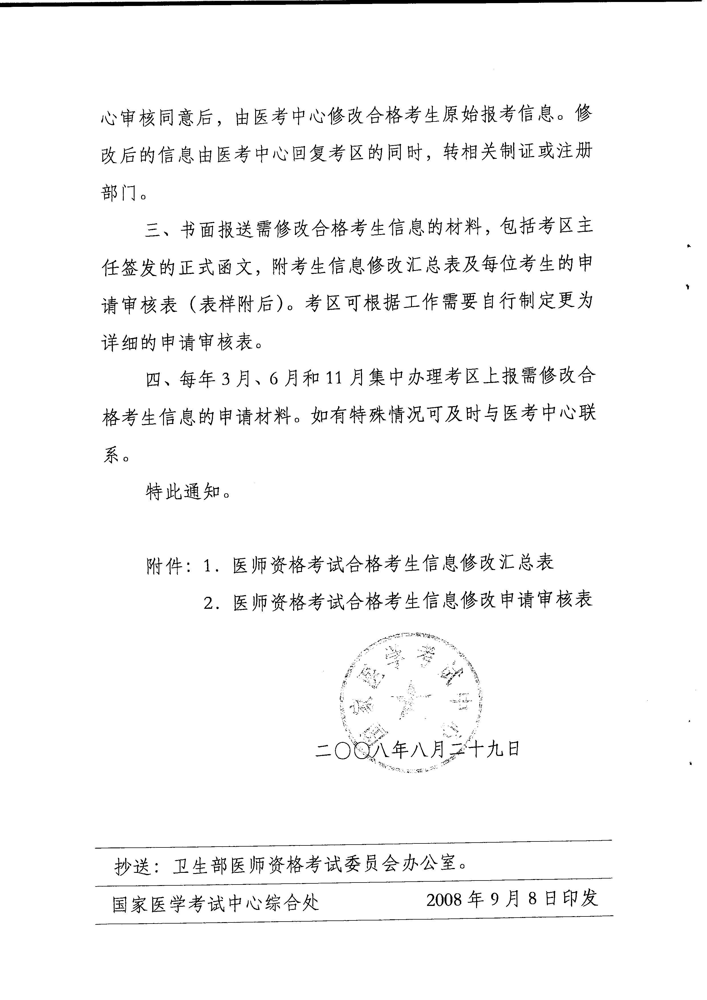 心审核同意后，由医考中心修改合格考生原始报考信息。修
改后的信息由医考中心回复考区的同时，转相关制证或注册
部门。
三、书面报送需修改合格考生信息的材料，包括考区主
任签发的正式函文，附考生信息修改汇总表及每位考生的申
请审核表（表样附后）。考区可根据工作需要自行制定更为
详细的申请审核表。
四、每年3月、6月和11月集中办理考区上报需修改合
格考生信息的申请材料。如有特殊情况可及时与医考中心联
系。
特此通知。
附件：1. 医师资格考试合格考生信息修改汇总表
2. 医师资格考试合格考生信息修改申请审核表
国家医学考试中心
二〇〇八年八月二十九日
抄送：卫生部医师资格考试委员会办公室。
国家医学考试中心综合处 2008年9月8日印发